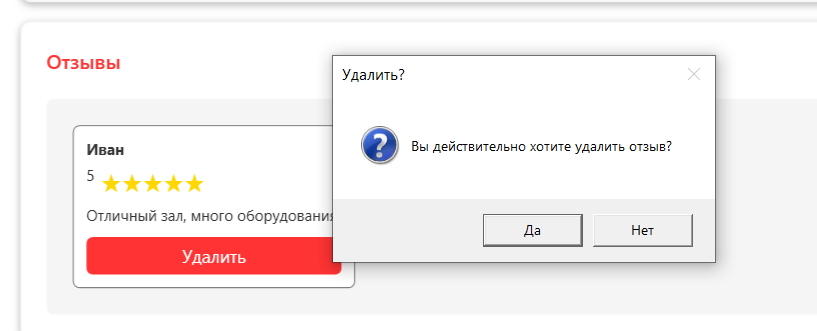 Отзывы
Удалить?
Иван
5
Вы действительно хотите удалить отзыв?
Отличный зал, много оборудования
Да
Нет
Удалить